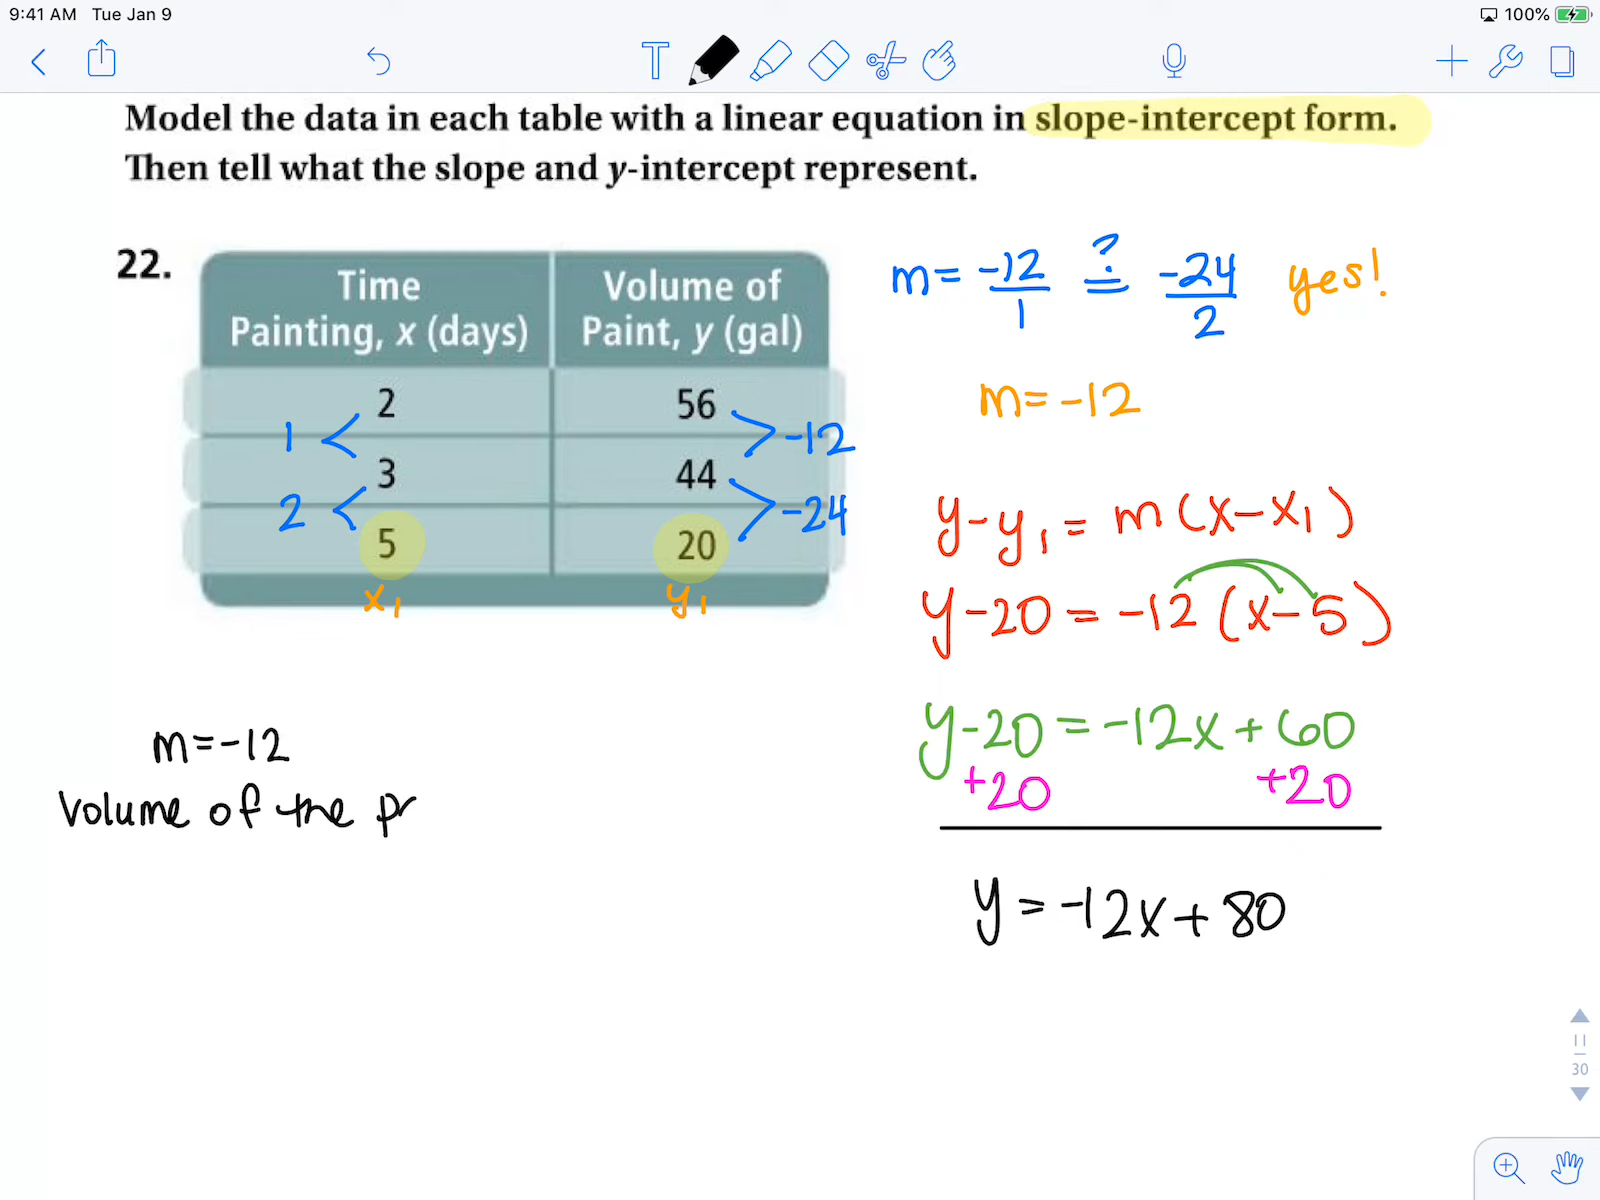 9:41 AM Tue Jan 9
100%
T
Model the data in each table with a linear equation in slope-intercept form.
Then tell what the slope and y-intercept represent.
22.
Time Painting, x (days)
Volume of Paint, y (gal)
2 56
1 -12
3 44
2 -24
5 20
x₁ y₁
m = -12/1 ≟ -24/2 yes!
m = -12
y - y₁ = m(x - x₁)
y - 20 = -12(x - 5)
y - 20 = -12x + 60
+20 +20
y = -12x + 80
m = -12
Volume of the pr
11
30